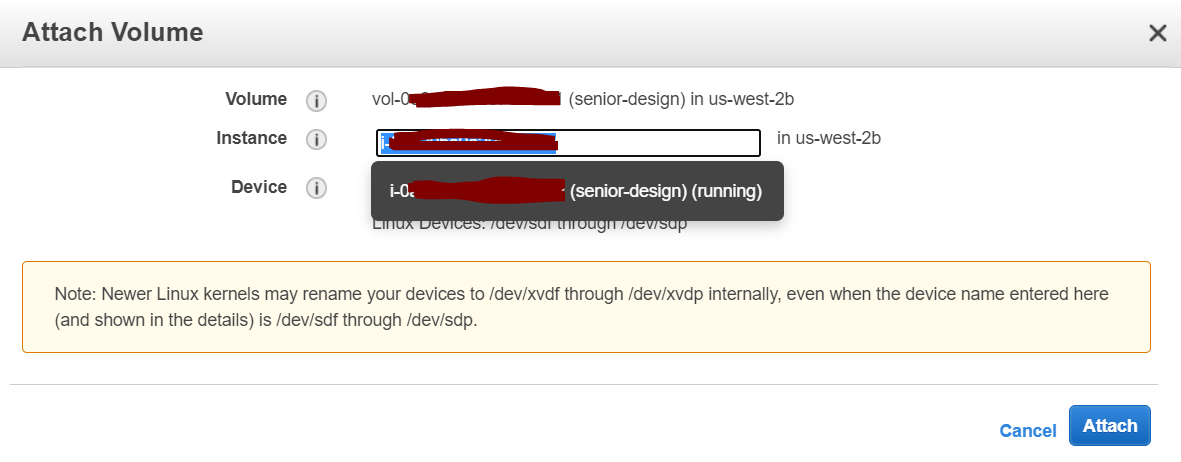 Attach Volume
Volume vol-0 (senior-design) in us-west-2b
Instance i- in us-west-2b
Device i-0 (senior-design) (running)
Linux Devices: /dev/sdf through /dev/sdp
Note: Newer Linux kernels may rename your devices to /dev/xvdf through /dev/xvdp internally, even when the device name entered here
(and shown in the details) is /dev/sdf through /dev/sdp.
Cancel Attach